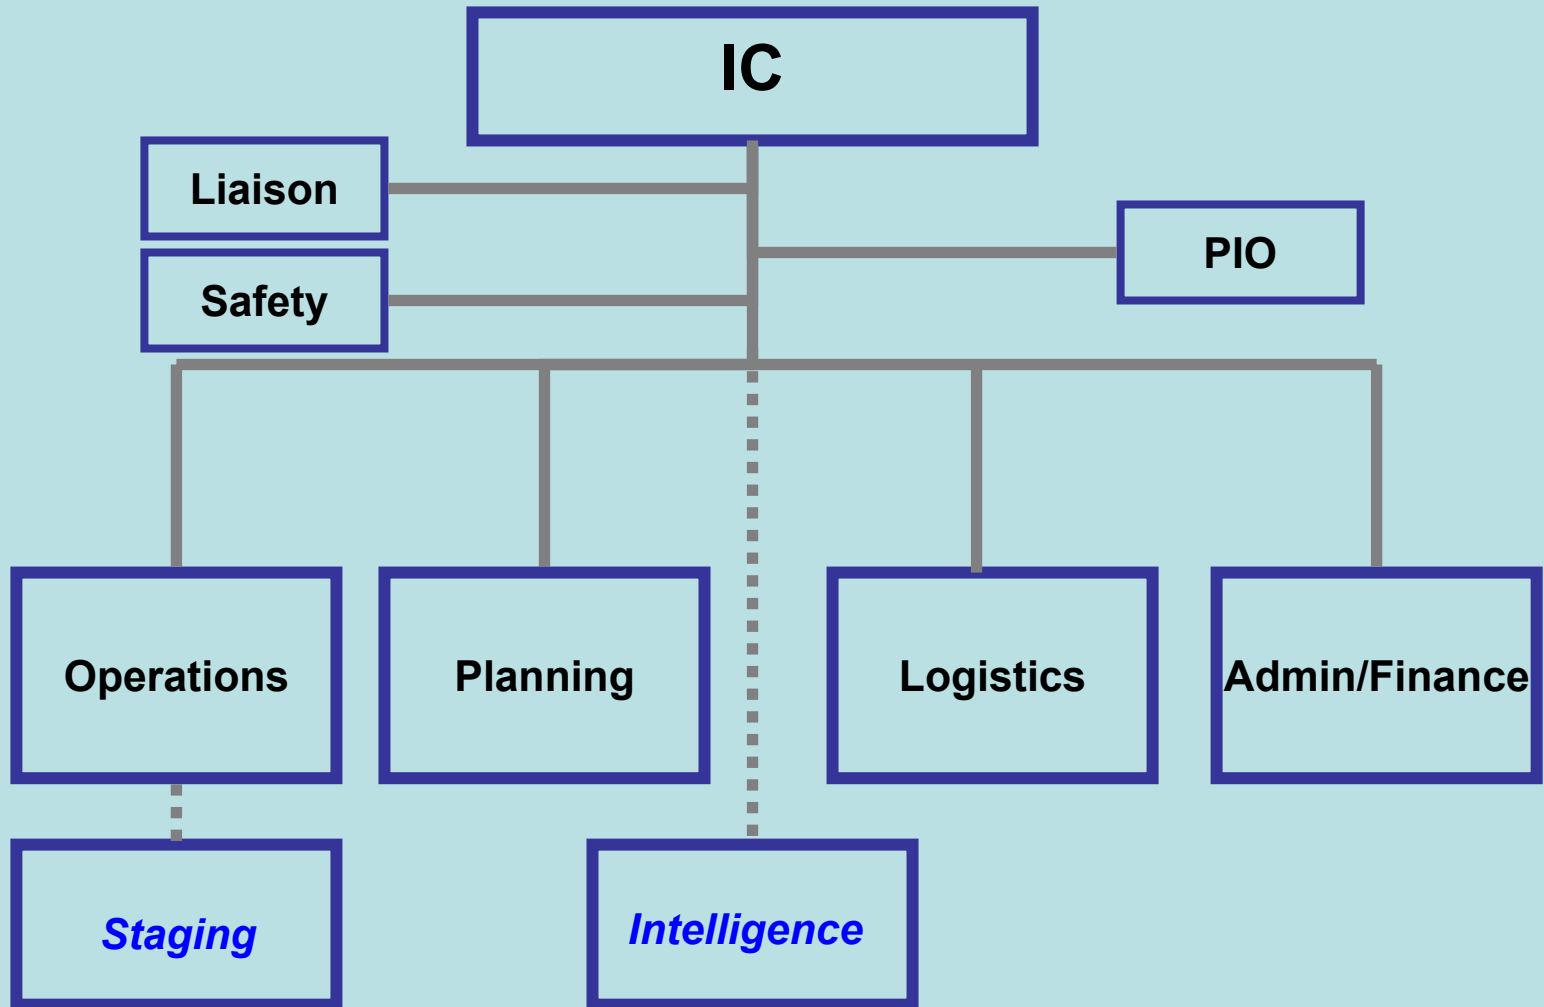 IC
Liaison
PIO
Safety
Operations
Planning
Logistics
Admin/Finance
Staging
Intelligence